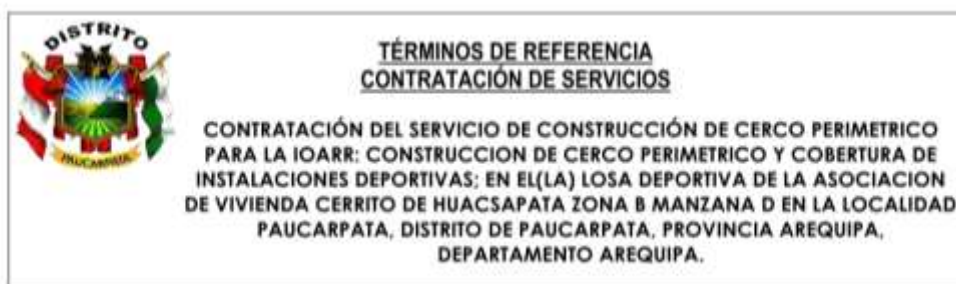 DISTRITO
PAUCARPATA
TÉRMINOS DE REFERENCIA
CONTRATACIÓN DE SERVICIOS
CONTRATACIÓN DEL SERVICIO DE CONSTRUCCIÓN DE CERCO PERIMETRICO
PARA LA IOARR: CONSTRUCCION DE CERCO PERIMETRICO Y COBERTURA DE
INSTALACIONES DEPORTIVAS; EN EL(LA) LOSA DEPORTIVA DE LA ASOCIACION
DE VIVIENDA CERRITO DE HUACSAPATA ZONA B MANZANA D EN LA LOCALIDAD
PAUCARPATA, DISTRITO DE PAUCARPATA, PROVINCIA AREQUIPA,
DEPARTAMENTO AREQUIPA.